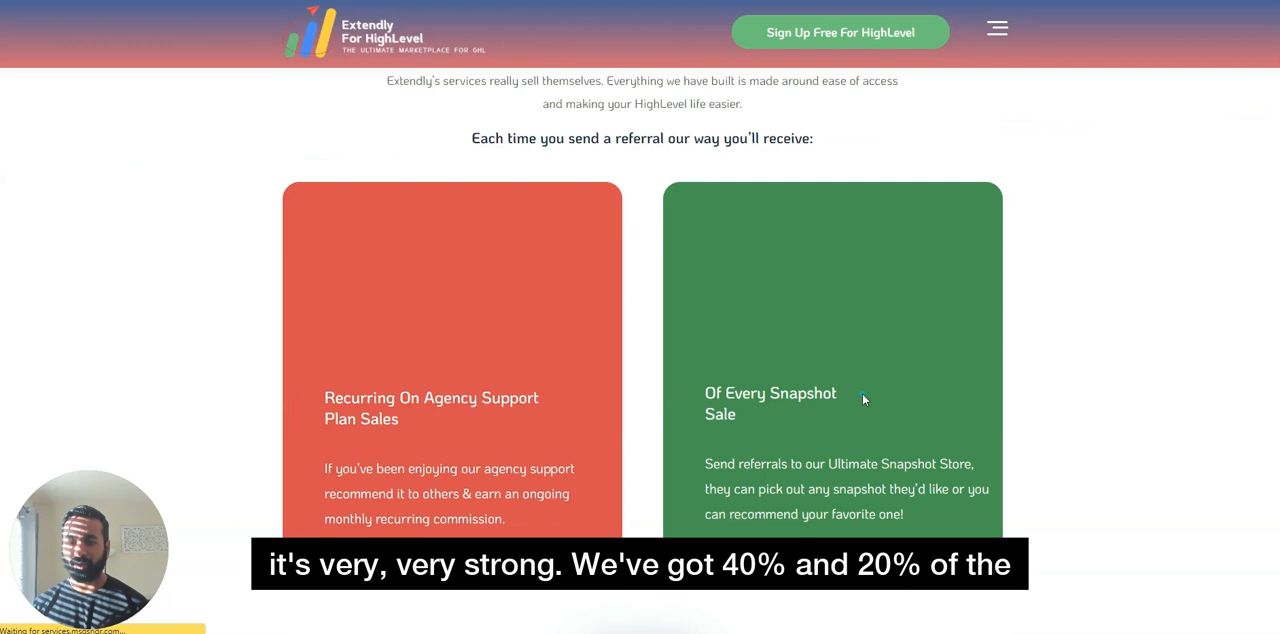 Extendly
For HighLevel
THE ULTIMATE MARKETPLACE FOR GHL
Sign Up Free For HighLevel
Extendly's services really sell themselves. Everything we have built is made around ease of access
and making your HighLevel life easier.
Each time you send a referral our way you'll receive:
Recurring On Agency Support
Plan Sales
If you've been enjoying our agency support
recommend it to others & earn an ongoing
monthly recurring commission.
Of Every Snapshot
Sale
Send referrals to our Ultimate Snapshot Store,
they can pick out any snapshot they'd like or you
can recommend your favorite one!
it's very, very strong. We've got 40% and 20% of the
Waiting for services.msgsndr.com...